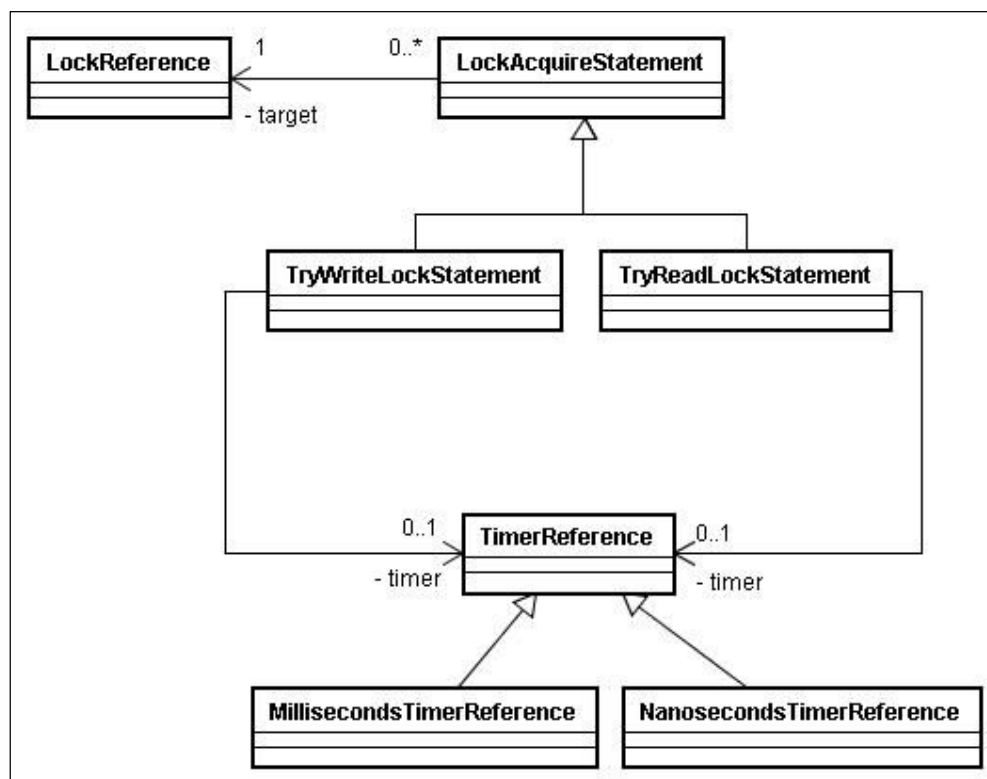 1 0..*
LockReference LockAcquireStatement
- target
TryWriteLockStatement TryReadLockStatement
0..1 TimerReference 0..1
- timer - timer
MillisecondsTimerReference NanosecondsTimerReference